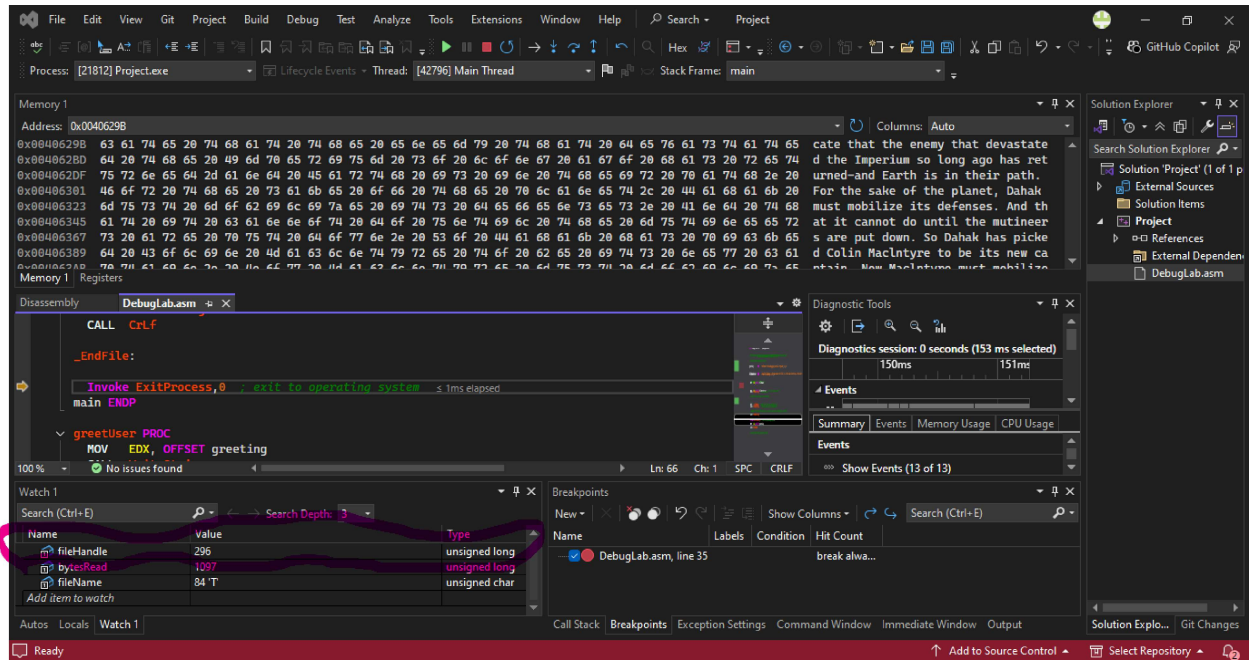 File Edit View Git Project Build Debug Test Analyze Tools Extensions Window Help Search Project
Hex GitHub Copilot
Process: [21812] Project.exe Lifecycle Events Thread: [42796] Main Thread Stack Frame: main
Memory 1
Address: 0x0040629B Columns: Auto
0x0040629B 63 61 74 65 20 74 68 61 74 20 74 68 65 20 65 6e 65 6d 79 20 74 68 61 74 20 64 65 76 61 73 74 61 74 65 cate that the enemy that devastate
0x004062BD 64 20 74 68 65 20 49 6d 70 65 72 69 75 6d 20 73 6f 20 6c 6f 6e 67 20 61 67 6f 20 68 61 73 20 72 65 74 d the Imperium so long ago has ret
0x004062DF 75 72 6e 65 64 2d 61 6e 64 20 45 61 72 74 68 20 69 73 20 69 6e 20 74 68 65 69 72 20 70 61 74 68 2e 20 urned-and Earth is in their path.
0x00406301 46 6f 72 20 74 68 65 20 73 61 6b 65 20 6f 66 20 74 68 65 20 70 6c 61 6e 65 74 2c 20 44 61 68 61 6b 20 For the sake of the planet, Dahak
0x00406323 6d 75 73 74 20 6d 6f 62 69 6c 69 7a 65 20 69 74 73 20 64 65 66 65 6e 73 65 73 2e 20 41 6e 64 20 74 68 must mobilize its defenses. And th
0x00406345 61 74 20 69 74 20 63 61 6e 6e 6f 74 20 64 6f 20 75 6e 74 69 6c 20 74 68 65 20 6d 75 74 69 6e 65 65 72 at it cannot do until the mutineer
0x00406367 73 20 61 72 65 20 70 75 74 20 64 6f 77 6e 2e 20 53 6f 20 44 61 68 61 6b 20 68 61 73 20 70 69 63 6b 65 s are put down. So Dahak has picke
0x00406389 64 20 43 6f 6c 69 6e 20 4d 61 63 6c 6e 74 79 72 65 20 74 6f 20 62 65 20 69 74 73 20 6e 65 77 20 63 61 d Colin Maclntyre to be its new ca
Memory 1 Registers
Disassembly DebugLab.asm
CALL CrLf
_EndFile:
Invoke ExitProcess,0 ; exit to operating system ≤ 1ms elapsed
main ENDP
greetUser PROC
MOV EDX, OFFSET greeting
100 % No issues found Ln: 66 Ch: 1 SPC CRLF
Solution Explorer
Search Solution Explorer
Solution 'Project' (1 of 1 p
External Sources
Solution Items
Project
References
External Dependen
DebugLab.asm
Diagnostic Tools
Diagnostics session: 0 seconds (153 ms selected)
150ms 151ms
Events
Summary Events Memory Usage CPU Usage
Events
Show Events (13 of 13)
Watch 1
Search (Ctrl+E) Search Depth: 3
Name Value Type
fileHandle 296 unsigned long
bytesRead 1097 unsigned long
fileName 84 'T' unsigned char
Add item to watch
Autos Locals Watch 1
Breakpoints
New Show Columns Search (Ctrl+E)
Name Labels Condition Hit Count
DebugLab.asm, line 35 break alwa...
Call Stack Breakpoints Exception Settings Command Window Immediate Window Output
Solution Explo... Git Changes
Ready Add to Source Control Select Repository 2